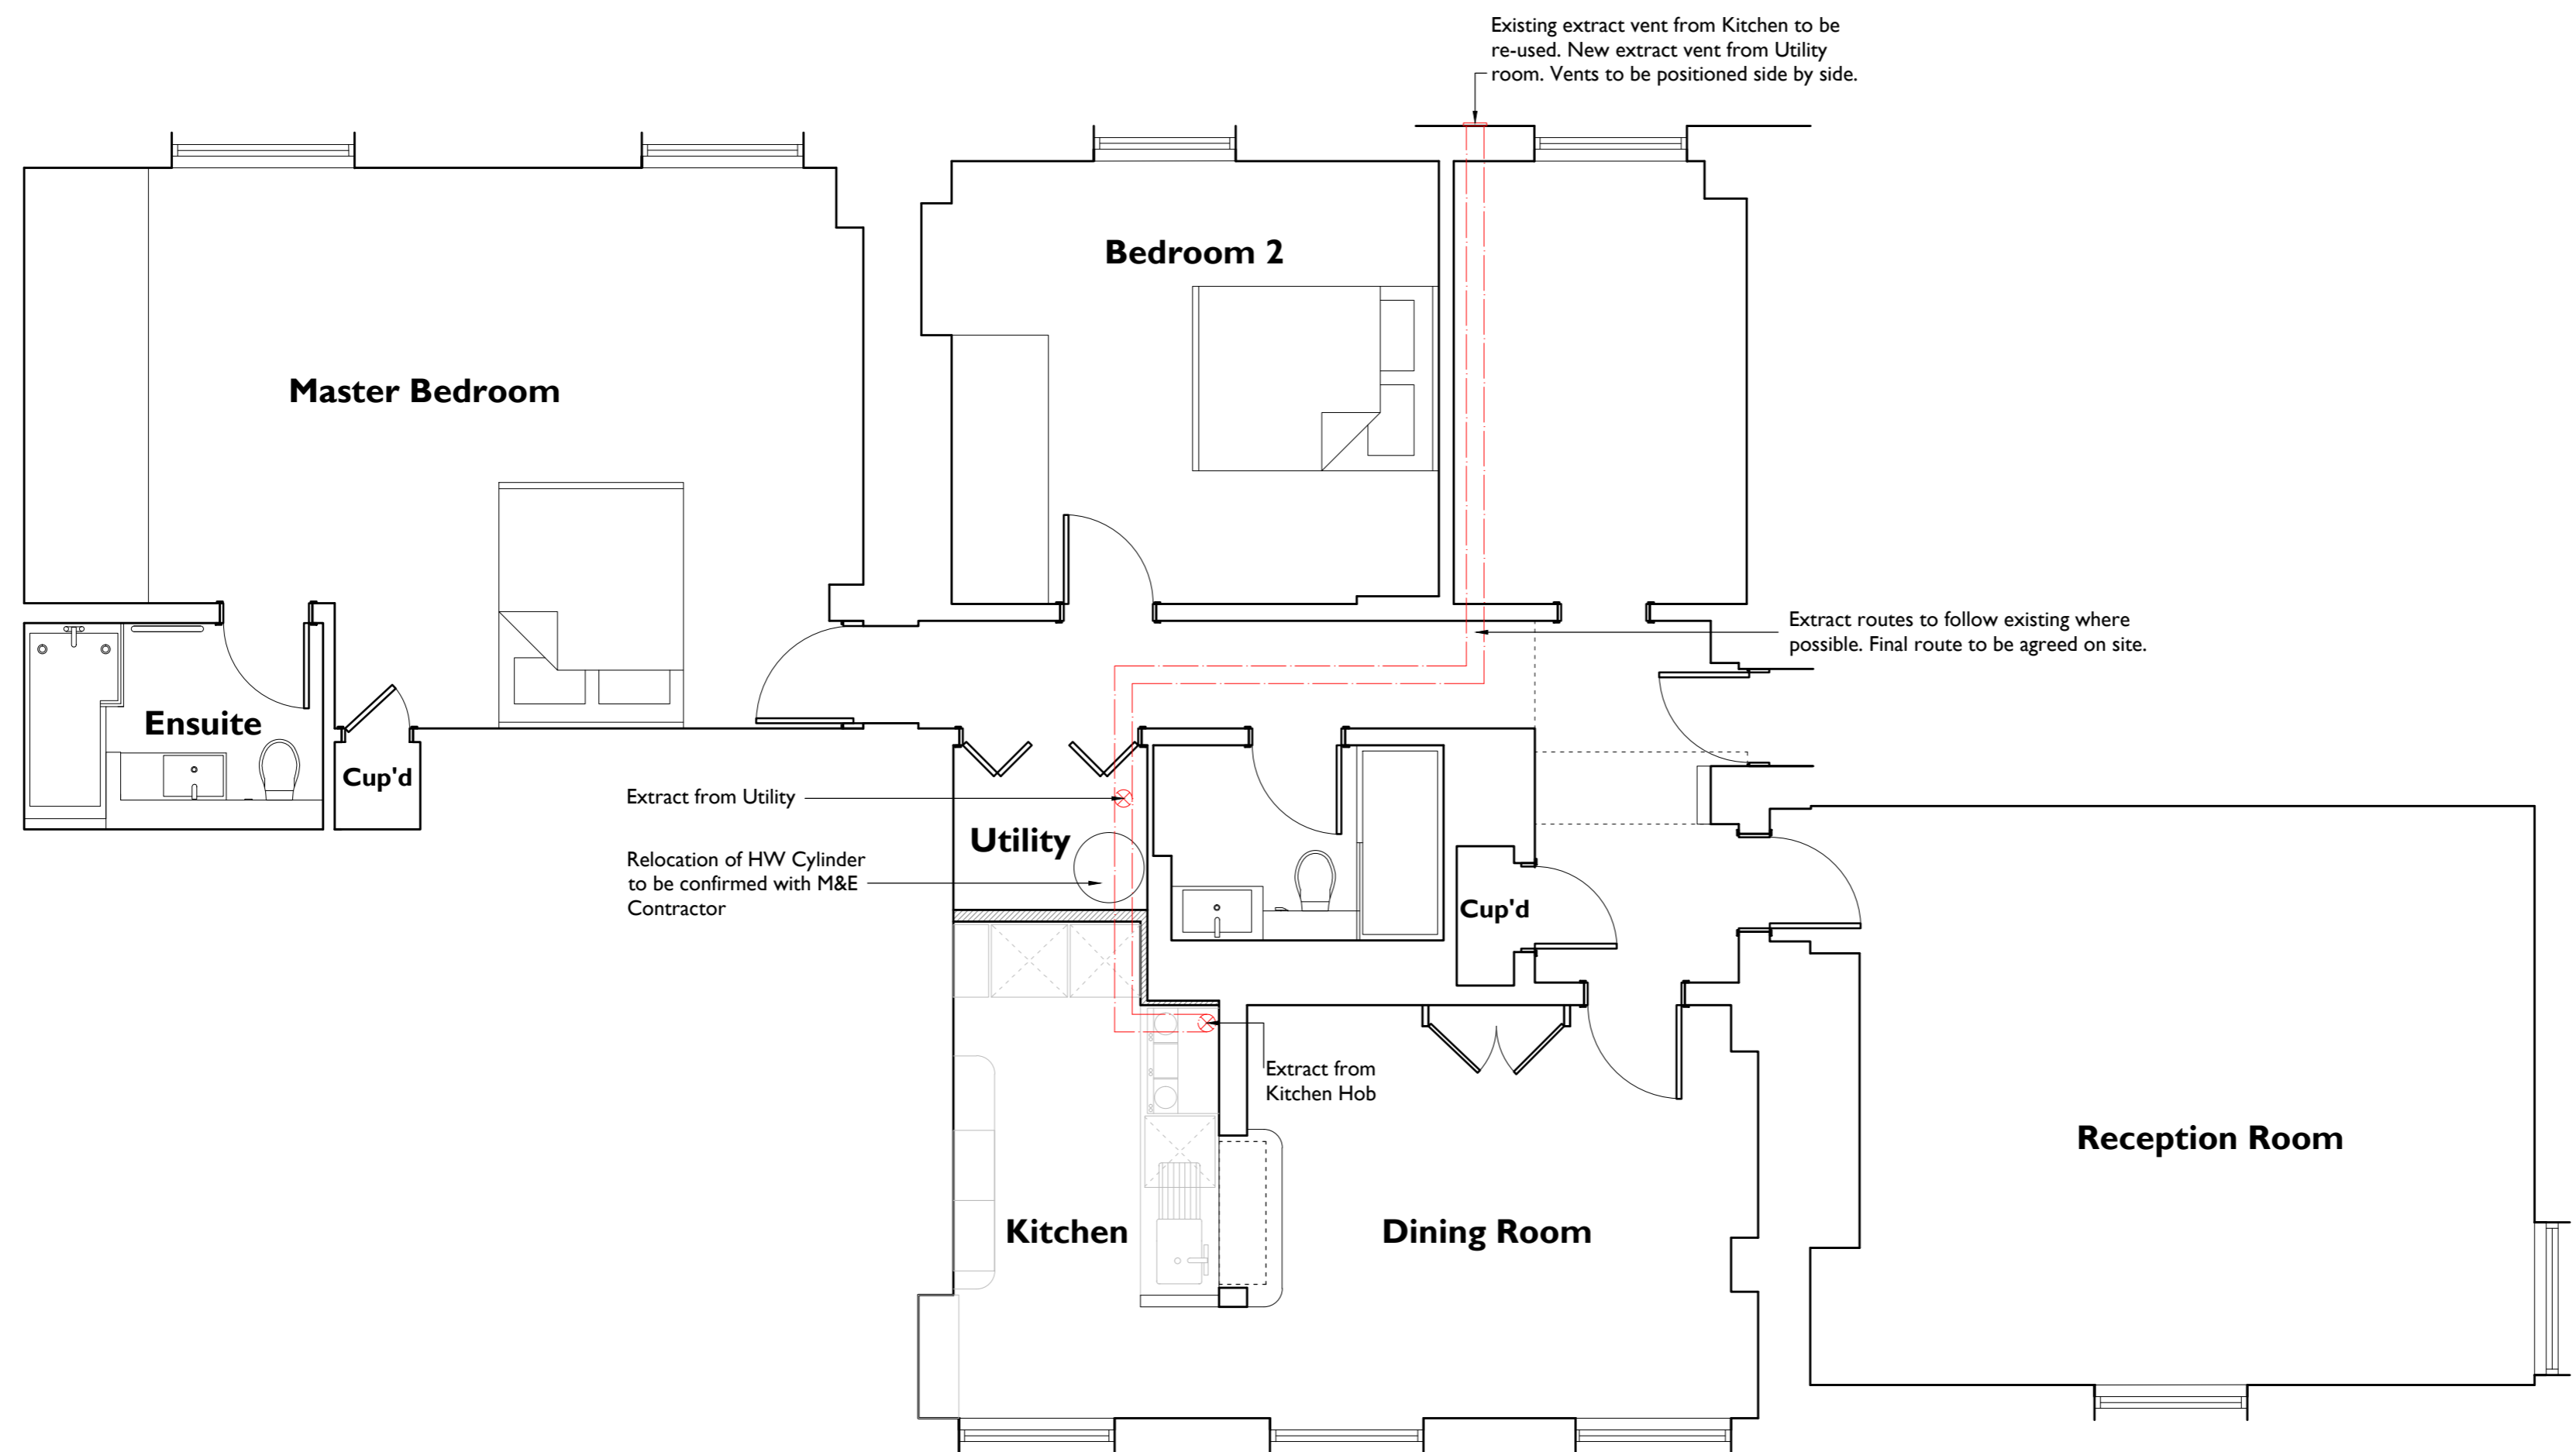 Existing extract vent from Kitchen to be
re-used. New extract vent from Utility
room. Vents to be positioned side by side.
Bedroom 2
Master Bedroom
Extract routes to follow existing where
possible. Final route to be agreed on site.
Ensuite
Cup'd
Extract from Utility
Utility
Relocation of HW Cylinder
to be confirmed with M&E
Contractor
Cup'd
Extract from
Kitchen Hob
Reception Room
Kitchen
Dining Room